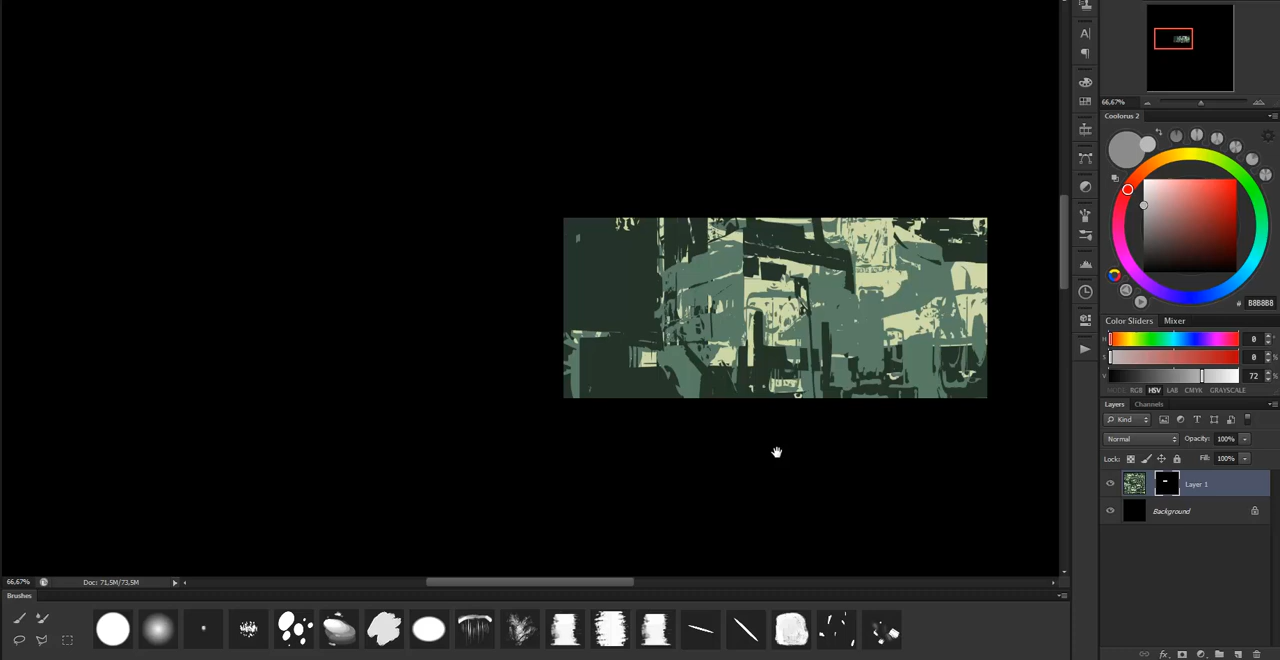 66,67%
Coolorus 2
# B8B8B8
Color Sliders Mixer
H 0 °
S 0 %
V 72 %
RGB HSV LAB CMYK GRAYSCALE
Layers Channels
Kind
Normal Opacity: 100%
Lock: Fill: 100%
Layer 1
Background
66,67% Doc: 71,5M/73,5M
Brushes